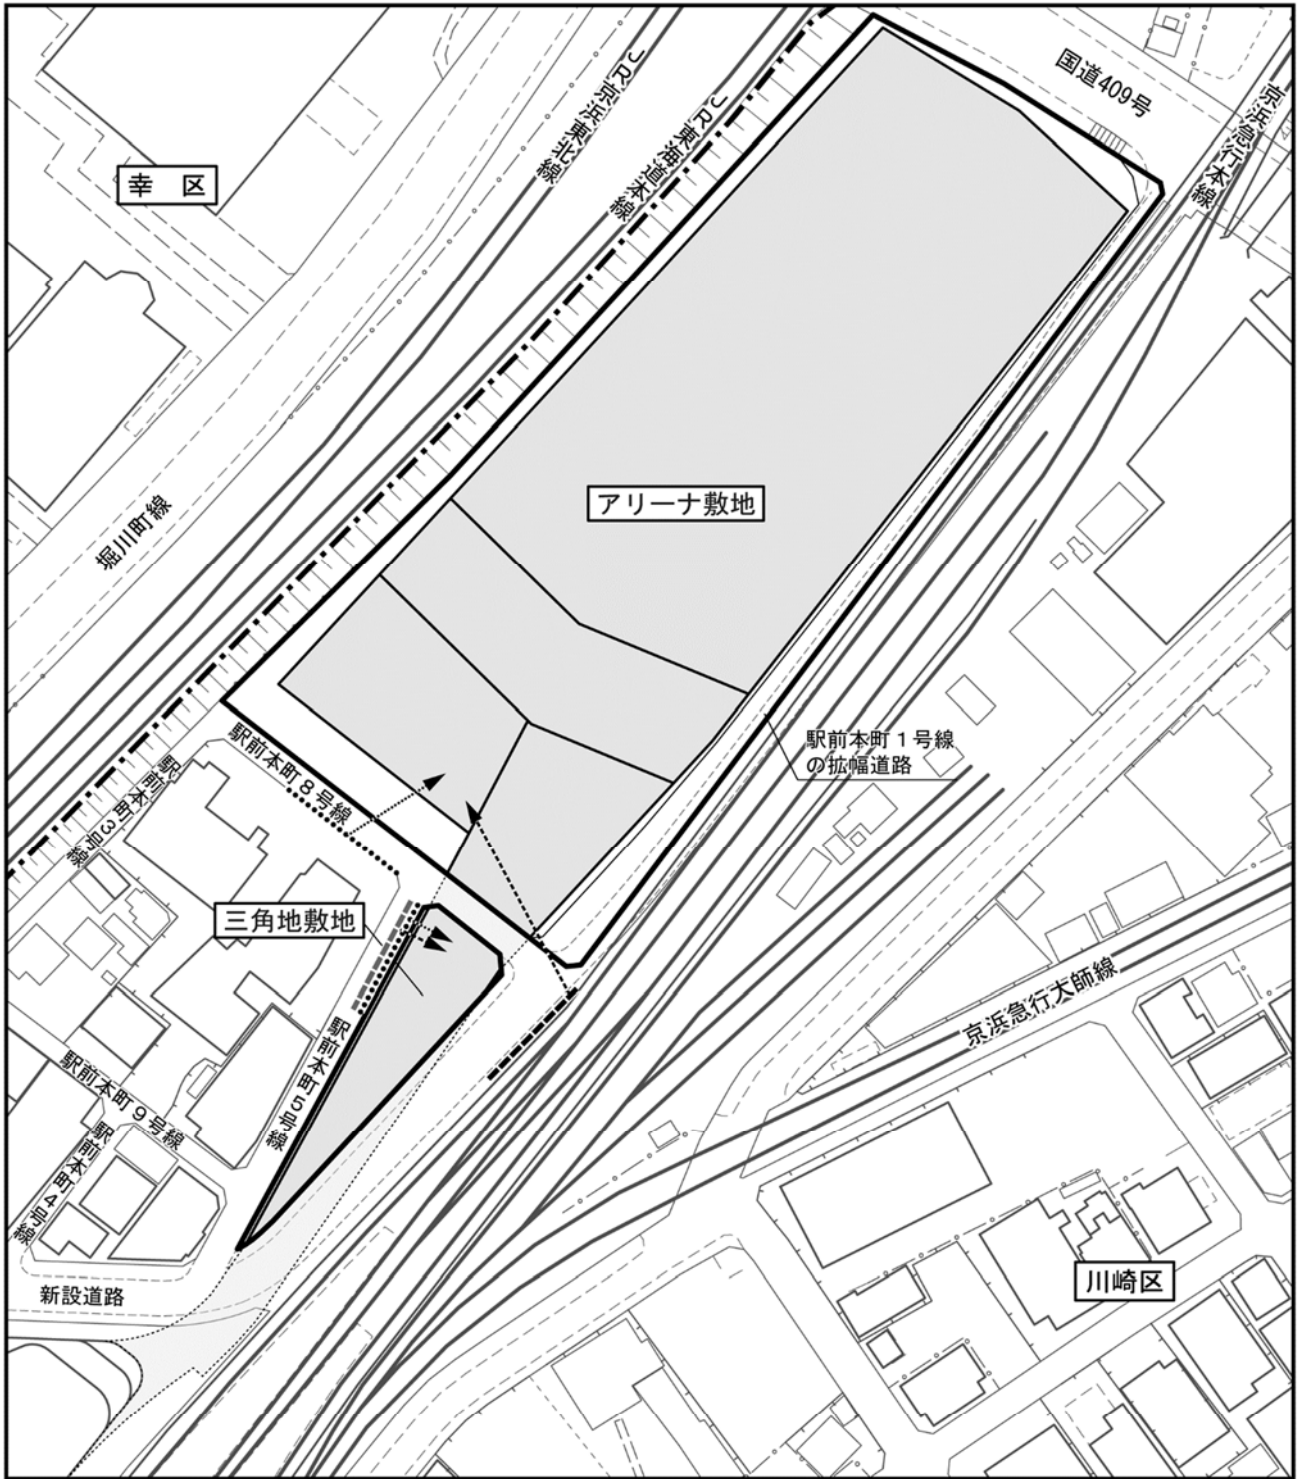 国道409号
京浜急行本線
JR京浜東北線
JR東海道本線
幸　区
アリーナ敷地
堀川町線
駅前本町１号線
の拡幅道路
駅前本町８号線
駅前本町３号線
三角地敷地
京浜急行大師線
駅前本町５号線
駅前本町９号線
駅前本町４号線
川崎区
新設道路